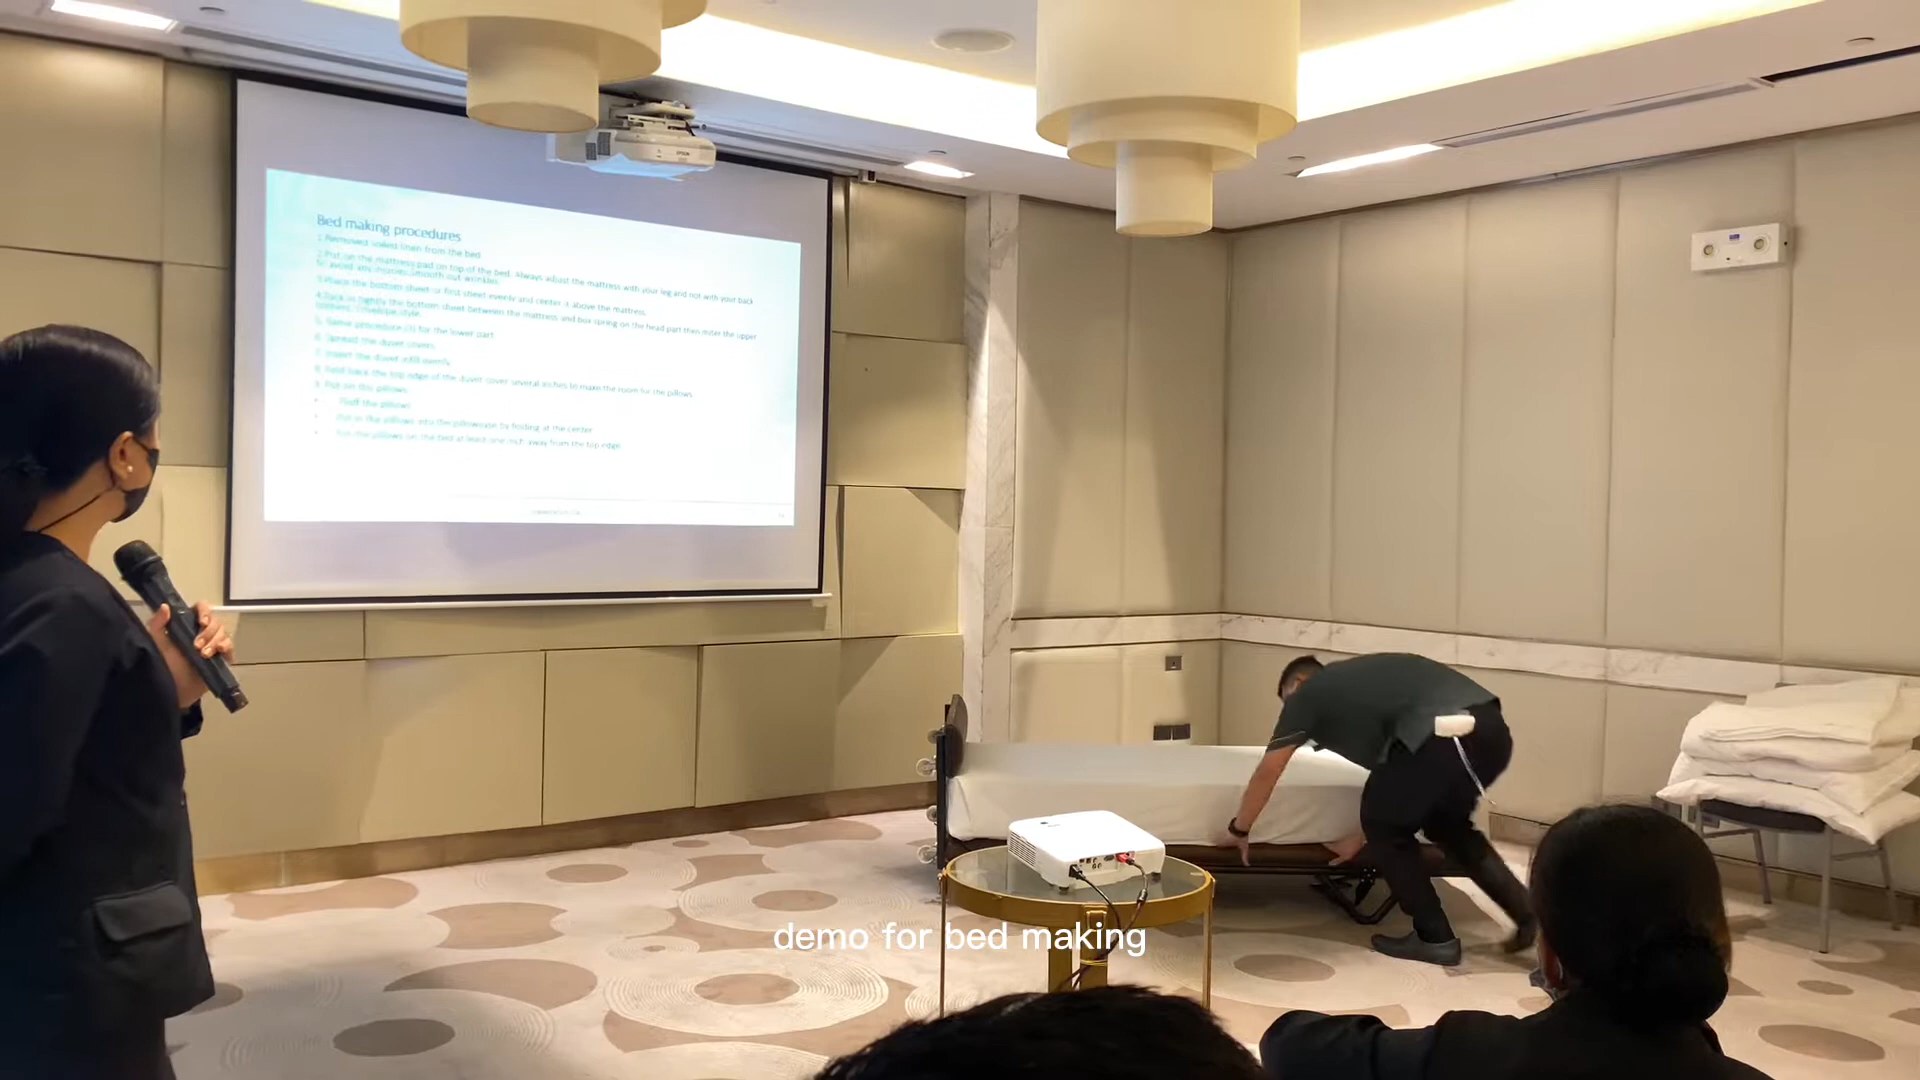 EPSON
Bed making procedures
1.Removed soiled linen from the bed.
2.Put on the mattress pad on top of the bed. Always adjust the mattress with your leg and not with your back
to avoid any injuries.Smooth out wrinkles.
3.Place the bottom sheet or first sheet evenly and center it above the mattress.
4.Tuck in tightly the bottom sheet between the mattress and box spring on the head part then miter the upper
corners. Envelope style.
5. Same procedure for the lower part
6. Spread the duvet covers.
7. Insert the duvet evenly.
8. Fold back the top edge of the duvet cover several inches to make the room for the pillows.
9. Put on the pillows.
• Fluff the pillows
• Put in the pillows into the pillowcase by folding at the center.
• Put the pillows on the bed at least one inch away from the top edge.
demo for bed making